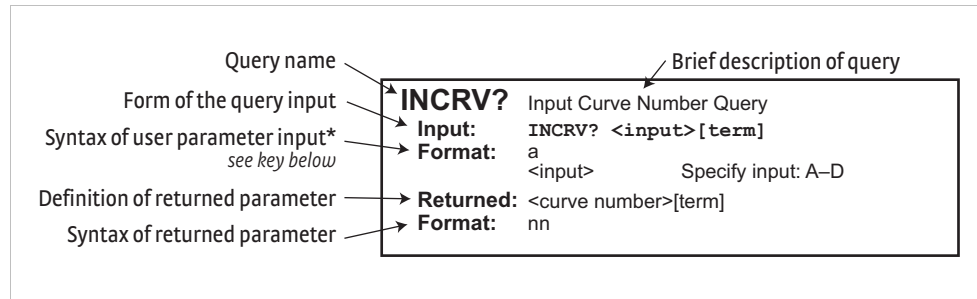 Query name
Brief description of query
Form of the query input
Syntax of user parameter input*
see key below
Definition of returned parameter
Syntax of returned parameter
INCRV? Input Curve Number Query
Input: INCRV? <input>[term]
Format: a
<input> Specify input: A–D
Returned: <curve number>[term]
Format: nn